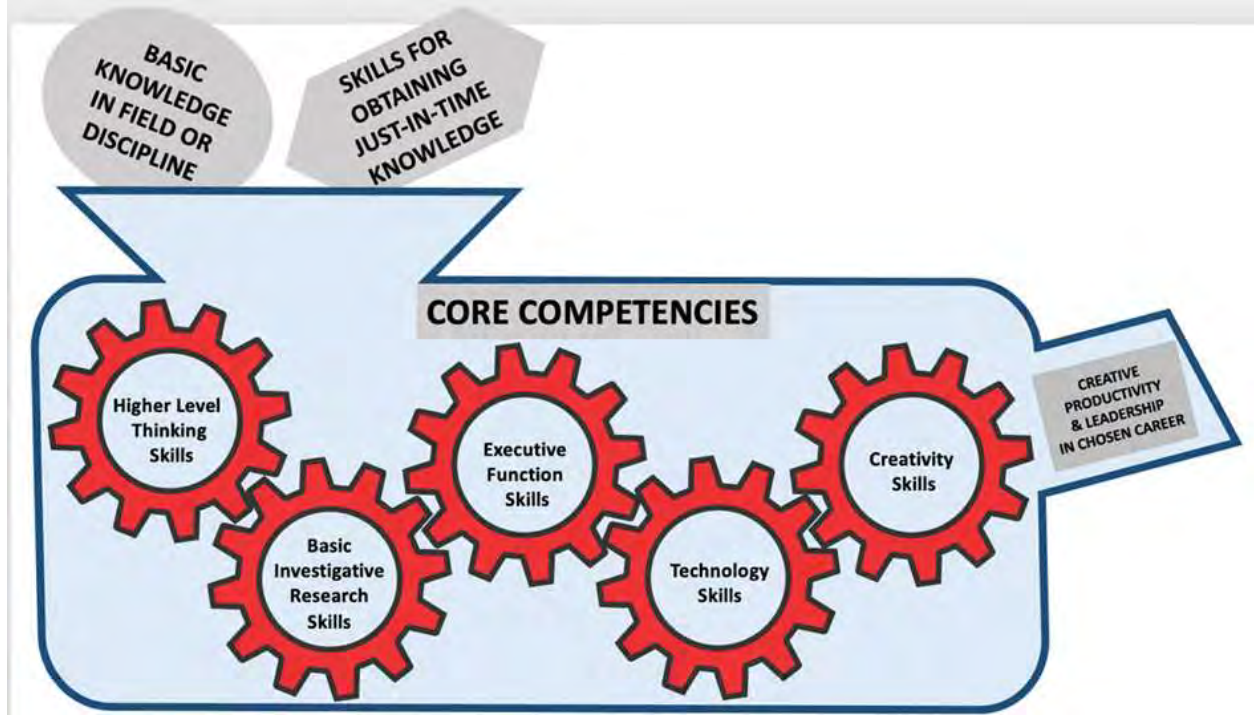 BASIC
KNOWLEDGE
IN FIELD OR
DISCIPLINE
SKILLS FOR
OBTAINING
JUST-IN-TIME
KNOWLEDGE
CORE COMPETENCIES
Higher Level
Thinking
Skills
Basic
Investigative
Research
Skills
Executive
Function
Skills
Technology
Skills
Creativity
Skills
CREATIVE
PRODUCTIVITY
& LEADERSHIP
IN CHOSEN CAREER